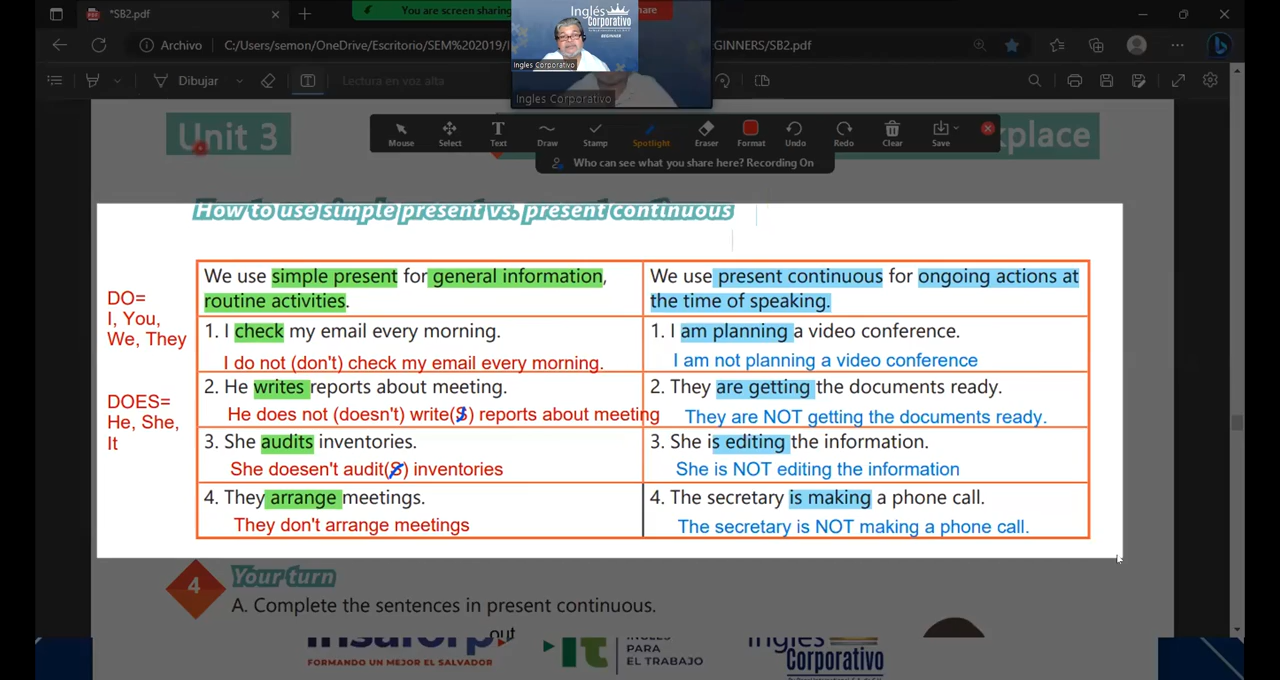 *SB2.pdf
You are screen sharing
hare
Inglés
Corporativo
BEGINNER
Ingles Corporativo
Ingles Corporativo
Archivo
C:/Users/semon/OneDrive/Escritorio/SEM%202019/I
GINNERS/SB2.pdf
Dibujar
Lectura en voz alta
Mouse
Select
Text
Draw
Stamp
Spotlight
Eraser
Format
Undo
Redo
Clear
Save
Who can see what you share here? Recording On
Unit 3
kplace
How to use simple present vs. present continuous
We use simple present for general information,
routine activities.
We use present continuous for ongoing actions at
the time of speaking.
DO=
I, You,
We, They
1. I check my email every morning.
I do not (don't) check my email every morning.
1. I am planning a video conference.
I am not planning a video conference
2. He writes reports about meeting.
He does not (doesn't) write(S) reports about meeting
2. They are getting the documents ready.
They are NOT getting the documents ready.
DOES=
He, She,
It
3. She audits inventories.
She doesen't audit(S) inventories
3. She is editing the information.
She is NOT editing the information
4. They arrange meetings.
They don't arrange meetings
4. The secretary is making a phone call.
The secretary is NOT making a phone call.
4
Your turn
A. Complete the sentences in present continuous.
out
insaforp
FORMANDO UN MEJOR EL SALVADOR
it
INGLÉS
PARA
EL TRABAJO
Inglés
Corporativo